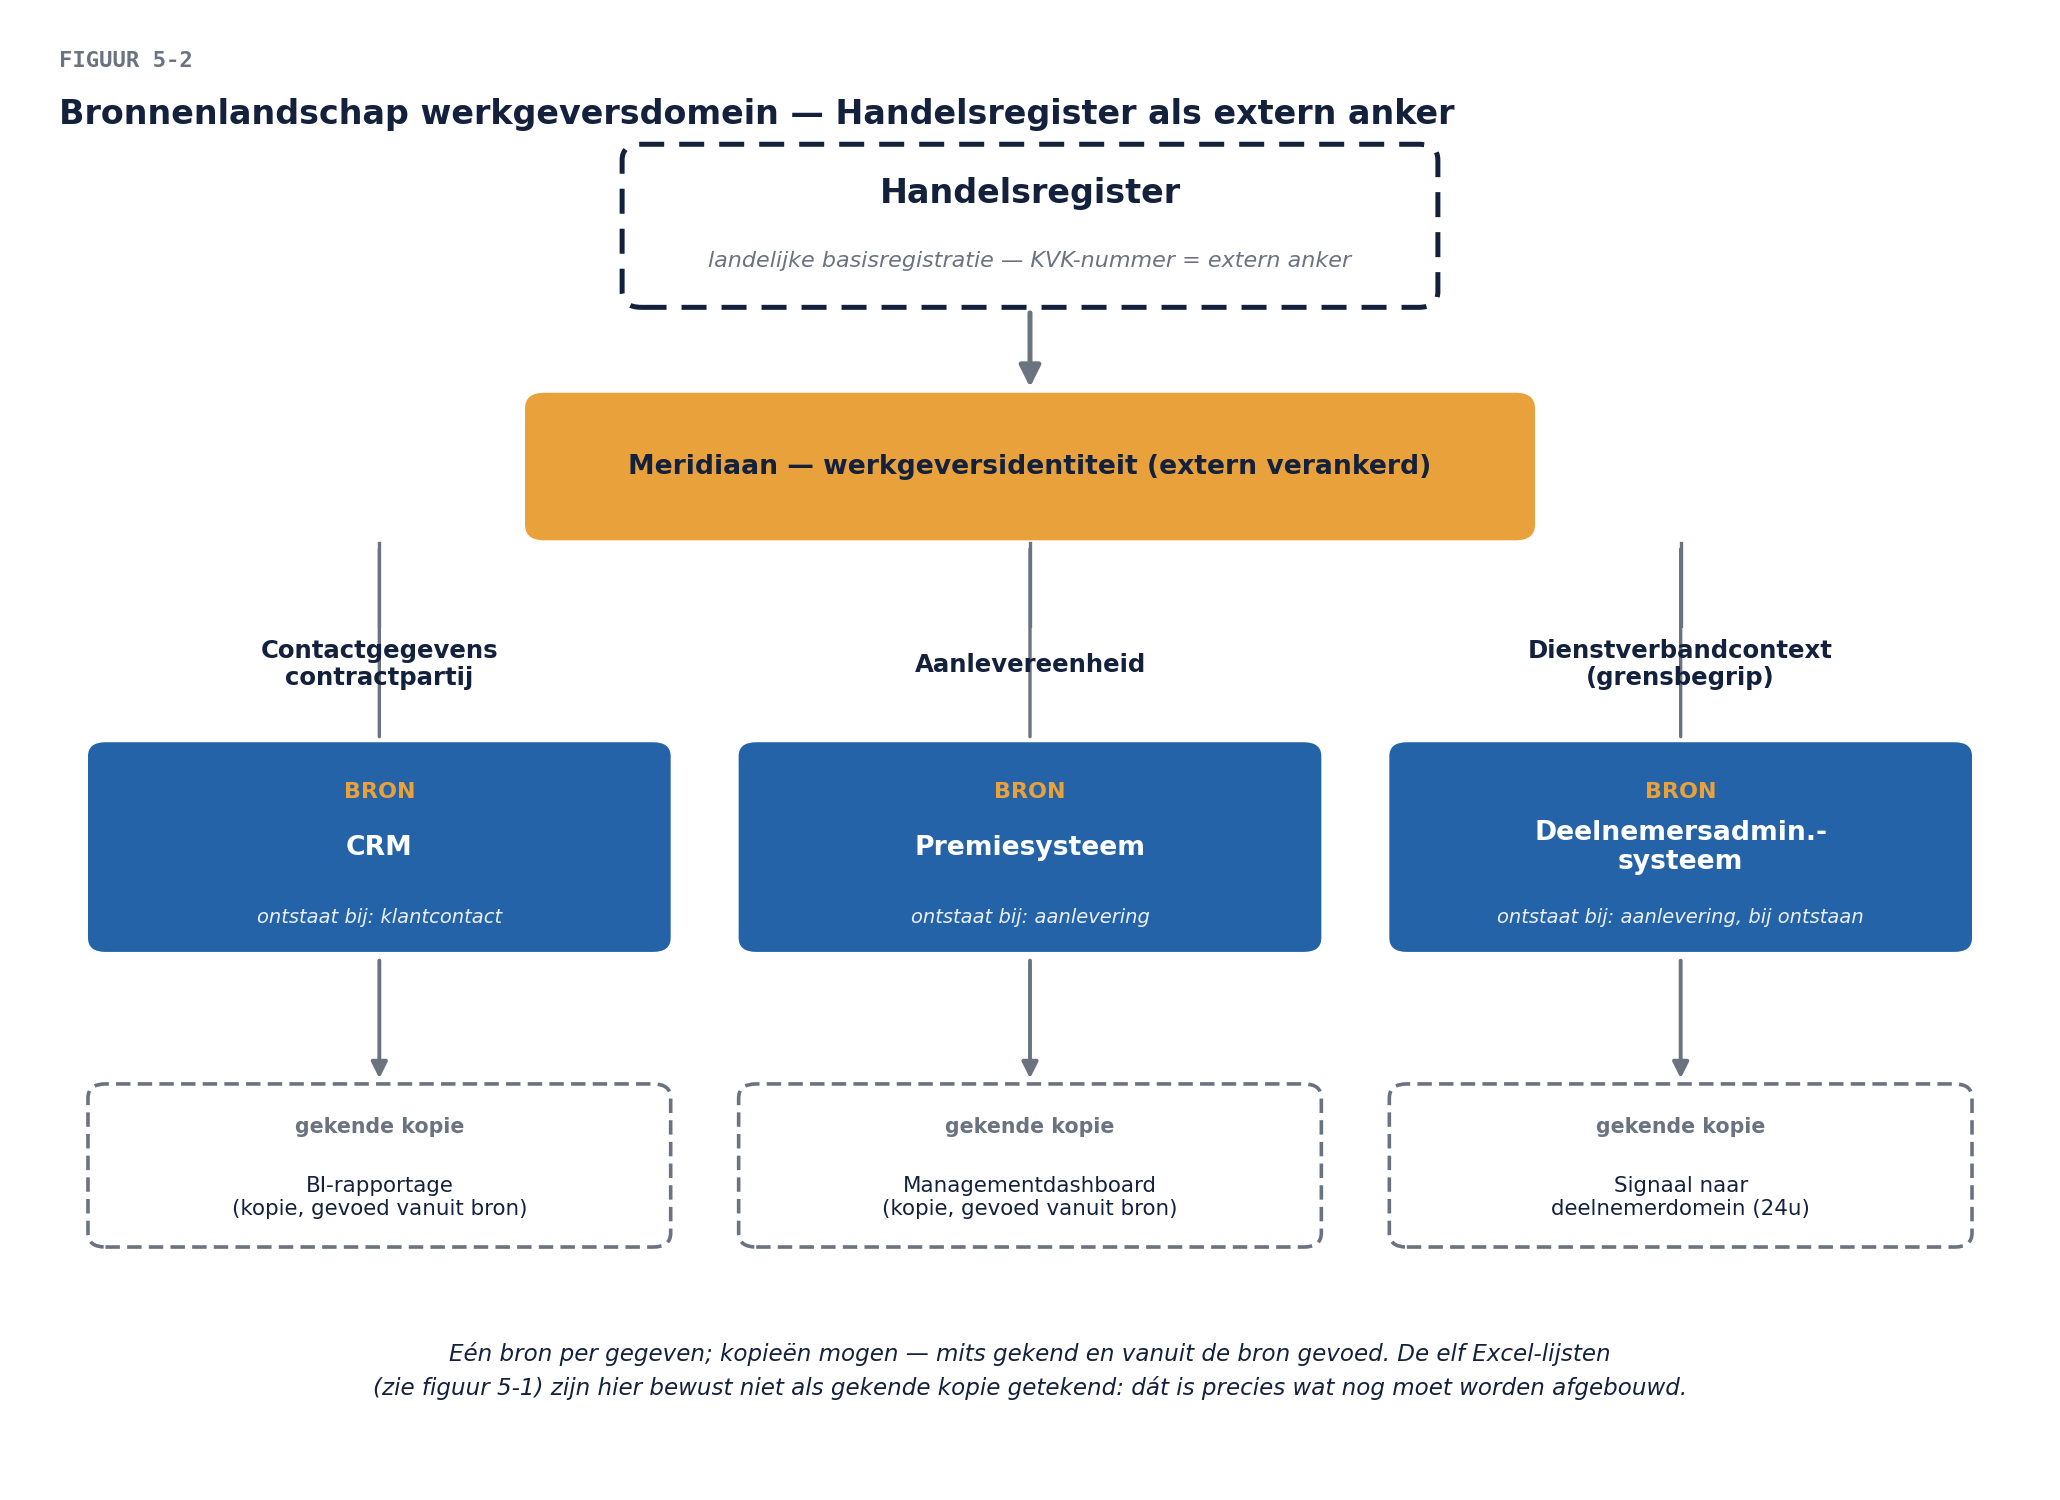 FIGUUR 5-2
Bronnenlandschap werkgeversdomein — Handelsregister als extern anker
Handelsregister
landelijke basisregistratie — KVK-nummer = extern anker
Meridiaan — werkgeversidentiteit (extern verankerd)
Contactgegevens
contractpartij
Aanlevereenheid
Dienstverbandcontext
(grensbegrip)
BRON
CRM
ontstaat bij: klantcontact
BRON
Premiesysteem
ontstaat bij: aanlevering
BRON
Deelnemersadmin.-
systeem
ontstaat bij: aanlevering, bij ontstaan
gekende kopie
BI-rapportage
(kopie, gevoed vanuit bron)
gekende kopie
Managementdashboard
(kopie, gevoed vanuit bron)
gekende kopie
Signaal naar
deelnemerdomein (24u)
Eén bron per gegeven; kopieën mogen — mits gekend en vanuit de bron gevoed. De elf Excel-lijsten
(zie figuur 5-1) zijn hier bewust niet als gekende kopie getekend: dát is precies wat nog moet worden afgebouwd.